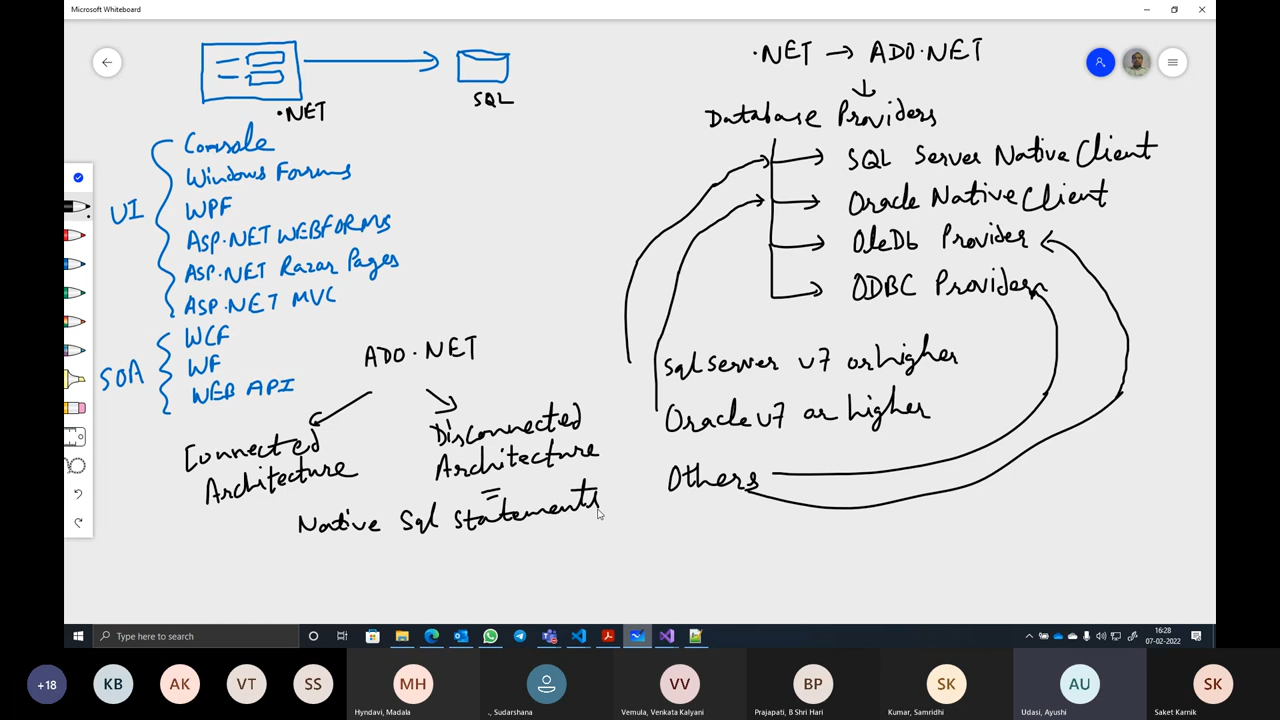 Microsoft Whiteboard
.NET
SQL
UI
Console
Windows Forms
WPF
ASP.NET WEBFORMS
ASP.NET Razar Pages
ASP.NET MVC
SOA
WCF
WF
WEB API
ADO.NET
Connected
Architecture
Disconnected
Architecture
Native Sql Statements
.NET → ADO.NET
Database Providers
SQL Server Native Client
Oracle Native Client
OleDb Provider
ODBC Provider
Sql server v7 or higher
Oracle v7 or higher
Others
Type here to search
16:28
07-02-2022
+18
KB
AK
VT
SS
MH
Hyndavi, Madala
., Sudarshana
VV
Vemula, Venkata Kalyani
BP
Prajapati, B Shri Hari
SK
Kumar, Samridhi
AU
Udasi, Ayushi
SK
Saket Karnik